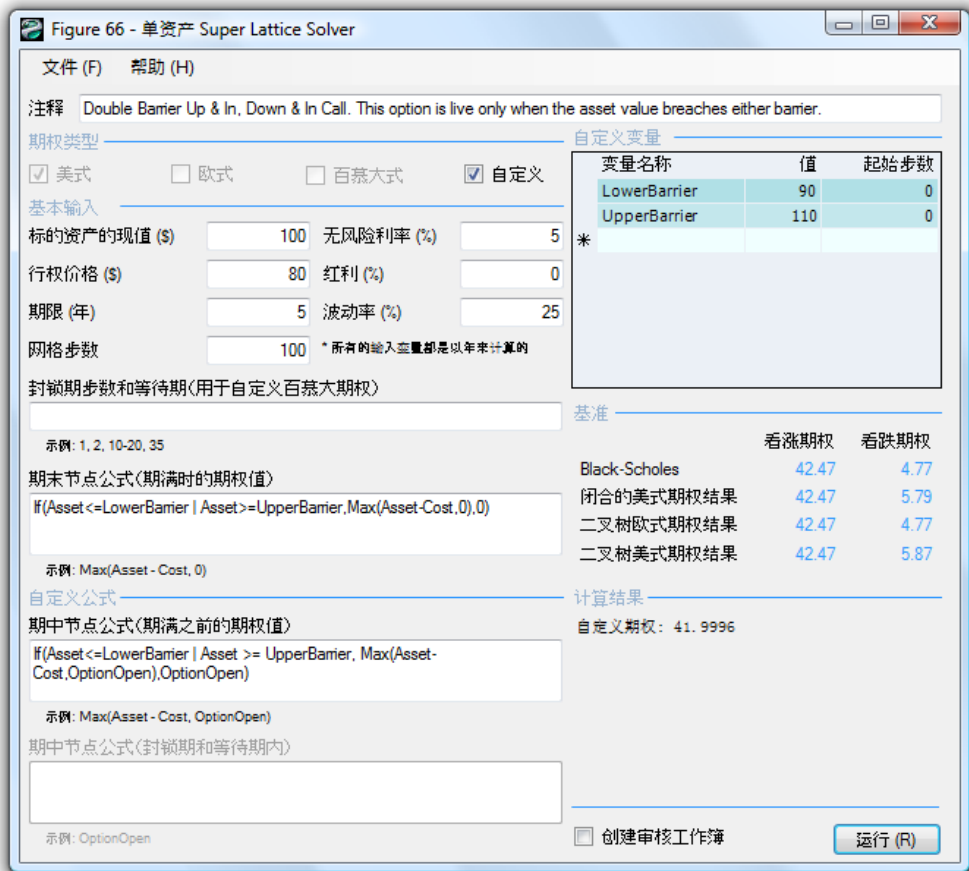 Figure 66 - 单资产 Super Lattice Solver
文件 (F) 帮助 (H)
注释 Double Barrier Up & In, Down & In Call. This option is live only when the asset value breaches either barrier.
期权类型
美式 欧式 百慕大式 自定义
基本输入
标的资产的现值 ($) 100 无风险利率 (%) 5
行权价格 ($) 80 红利 (%) 0
期限 (年) 5 波动率 (%) 25
网格步数 100 * 所有的输入变量都是以年来计算的
封锁期步数和等待期(用于自定义百慕大期权)
示例: 1, 2, 10-20, 35
期末节点公式(期满时的期权值)
If(Asset<=LowerBarrier | Asset>=UpperBarrier,Max(Asset-Cost,0),0)
示例: Max(Asset - Cost, 0)
自定义公式
期中节点公式(期满之前的期权值)
If(Asset<=LowerBarrier | Asset >= UpperBarrier, Max(Asset-
Cost,OptionOpen),OptionOpen)
示例: Max(Asset - Cost, OptionOpen)
期中节点公式(封锁期和等待期内)
示例: OptionOpen
自定义变量
变量名称 值 起始步数
LowerBarrier 90 0
UpperBarrier 110 0
*
基准
看涨期权 看跌期权
Black-Scholes 42.47 4.77
闭合的美式期权结果 42.47 5.79
二叉树欧式期权结果 42.47 4.77
二叉树美式期权结果 42.47 5.87
计算结果
自定义期权: 41.9996
创建审核工作簿 运行 (R)